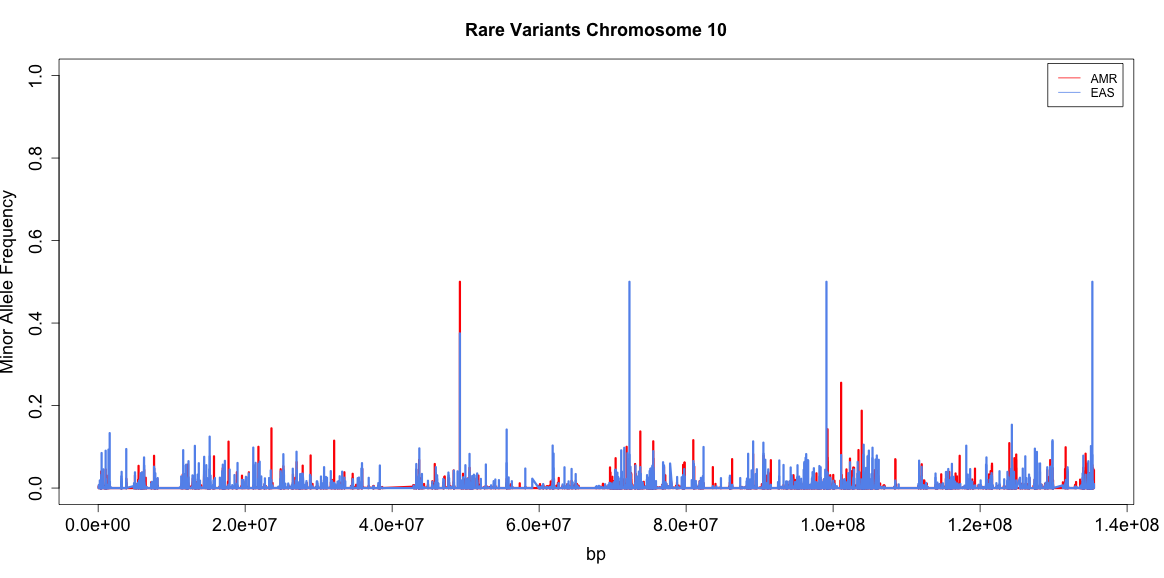 Rare Variants Chromosome 10
AMR
EAS
Minor Allele Frequency
1.0
0.8
0.6
0.4
0.2
0.0
0.0e+00 2.0e+07 4.0e+07 6.0e+07 8.0e+07 1.0e+08 1.2e+08 1.4e+08
bp